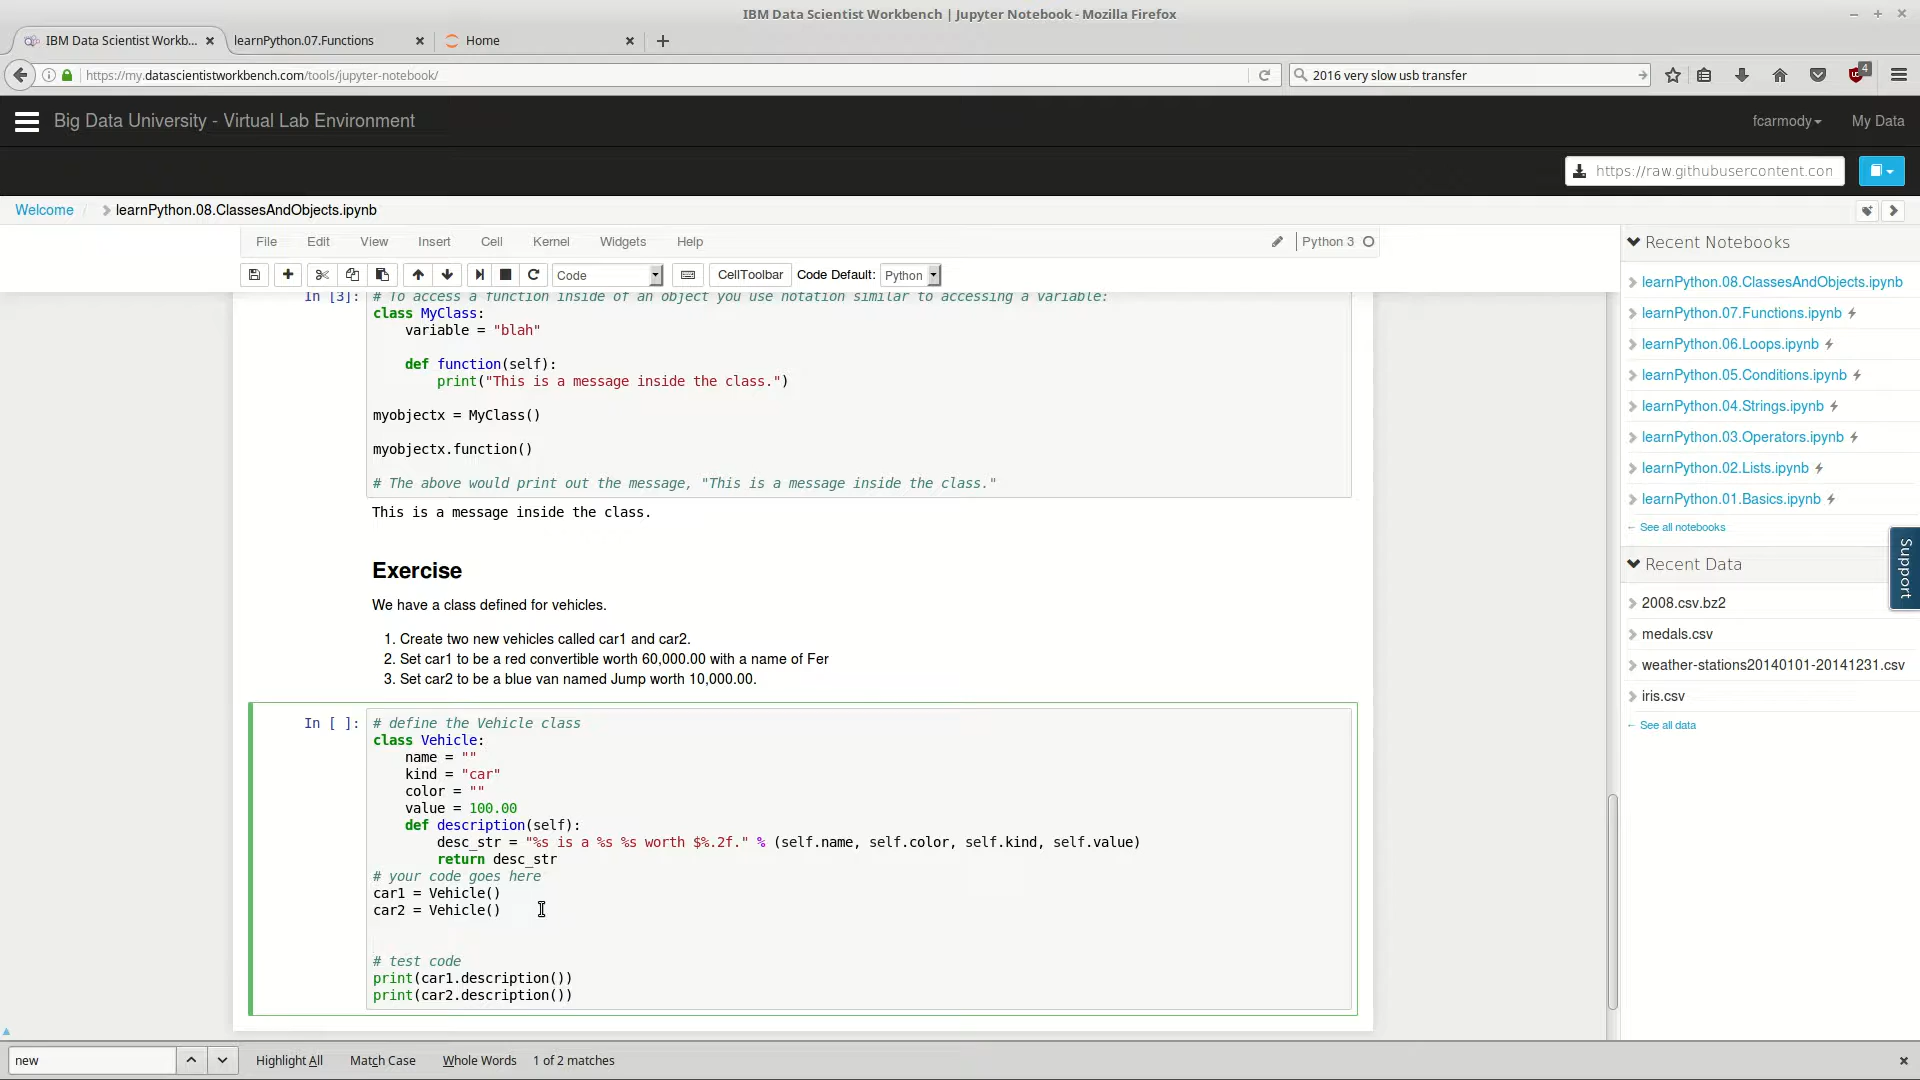 IBM Data Scientist Workbench | Jupyter Notebook - Mozilla Firefox
IBM Data Scientist Workb...
learnPython.07.Functions
Home
https://my.datascientistworkbench.com/tools/jupyter-notebook/
2016 very slow usb transfer
4
Big Data University - Virtual Lab Environment
fcarmody
My Data
https://raw.githubusercontent.com
Welcome / learnPython.08.ClassesAndObjects.ipynb
File Edit View Insert Cell Kernel Widgets Help
Python 3
Code
CellToolbar
Code Default: Python
In [3]: # To access a function inside of an object you use notation similar to accessing a variable:
class MyClass:
    variable = "blah"
    def function(self):
        print("This is a message inside the class.")
myobjectx = MyClass()
myobjectx.function()
# The above would print out the message, "This is a message inside the class."
This is a message inside the class.
Exercise
We have a class defined for vehicles.
1. Create two new vehicles called car1 and car2.
2. Set car1 to be a red convertible worth 60,000.00 with a name of Fer
3. Set car2 to be a blue van named Jump worth 10,000.00.
In [ ]: # define the Vehicle class
class Vehicle:
    name = ""
    kind = "car"
    color = ""
    value = 100.00
    def description(self):
        desc_str = "%s is a %s %s worth $%.2f." % (self.name, self.color, self.kind, self.value)
        return desc_str
# your code goes here
car1 = Vehicle()
car2 = Vehicle()
# test code
print(car1.description())
print(car2.description())
Recent Notebooks
learnPython.08.ClassesAndObjects.ipynb
learnPython.07.Functions.ipynb
learnPython.06.Loops.ipynb
learnPython.05.Conditions.ipynb
learnPython.04.Strings.ipynb
learnPython.03.Operators.ipynb
learnPython.02.Lists.ipynb
learnPython.01.Basics.ipynb
← See all notebooks
Support
Recent Data
2008.csv.bz2
medals.csv
weather-stations20140101-20141231.csv
iris.csv
← See all data
new
Highlight All
Match Case
Whole Words
1 of 2 matches